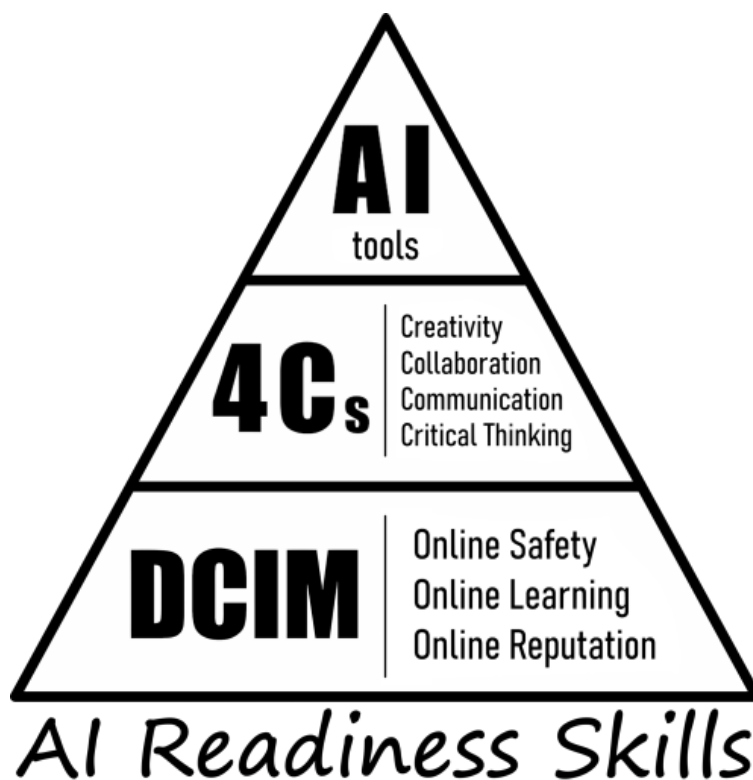 AI
tools
4Cs
Creativity
Collaboration
Communication
Critical Thinking
DCIM
Online Safety
Online Learning
Online Reputation
AI Readiness Skills